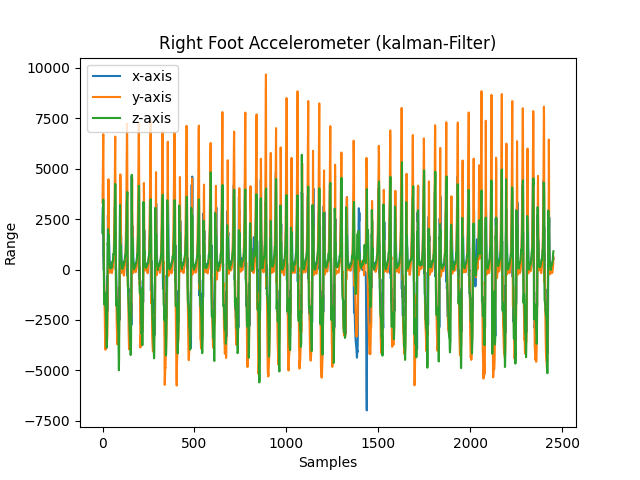 Right Foot Accelerometer (kalman-Filter)
x-axis
y-axis
z-axis
10000
7500
5000
2500
0
−2500
−5000
−7500
Range
0
500
1000
1500
2000
2500
Samples